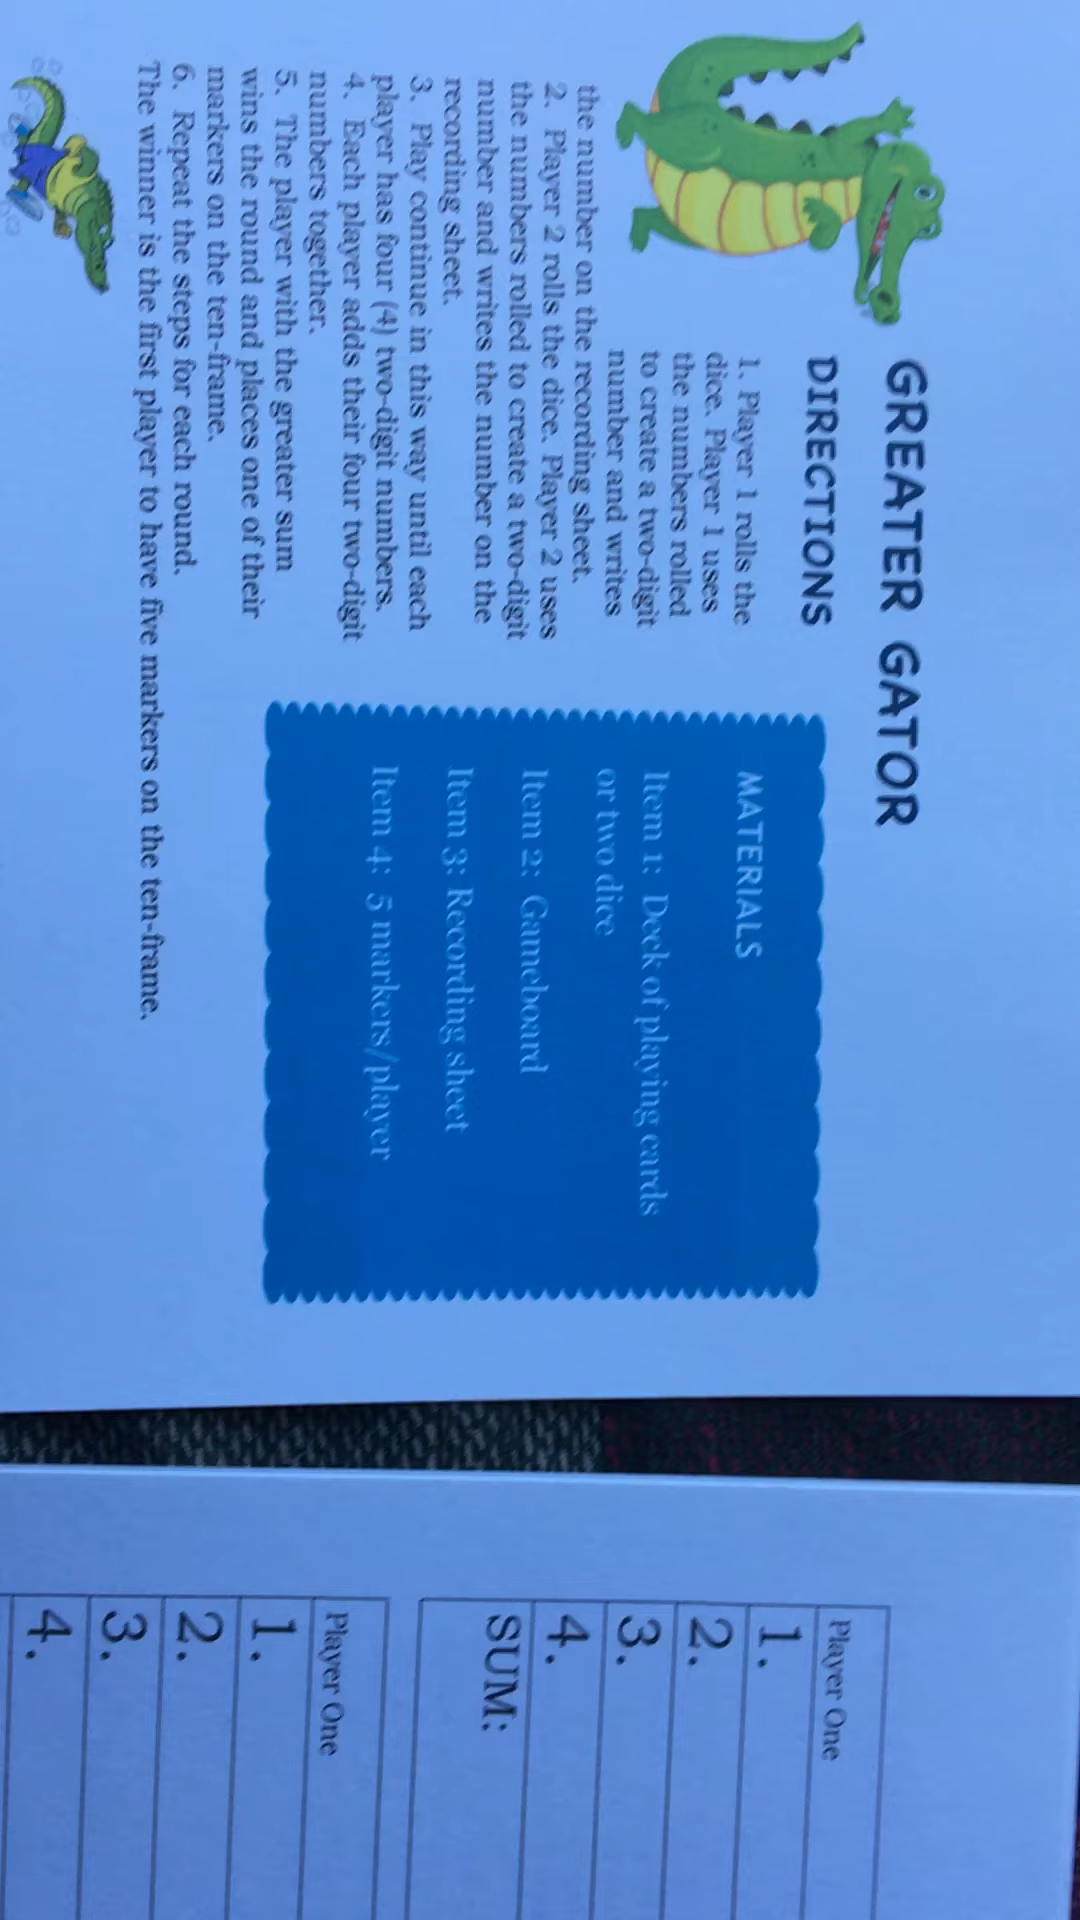 GREATER GATOR
DIRECTIONS
1. Player 1 rolls the
dice. Player 1 uses
the numbers rolled
to create a two-digit
number and writes
the number on the recording sheet.
2. Player 2 rolls the dice. Player 2 uses
the numbers rolled to create a two-digit
number and writes the number on the
recording sheet.
3. Play continue in this way until each
player has four (4) two-digit numbers.
4. Each player adds their four two-digit
numbers together.
5. The player with the greater sum
wins the round and places one of their
markers on the ten-frame.
6. Repeat the steps for each round.
The winner is the first player to have five markers on the ten-frame.
MATERIALS
Item 1: Deck of playing cards
or two dice
Item 2: Gameboard
Item 3: Recording sheet
Item 4: 5 markers/player
Player One
1.
2.
3.
4.
SUM:
Player One
1.
2.
3.
4.